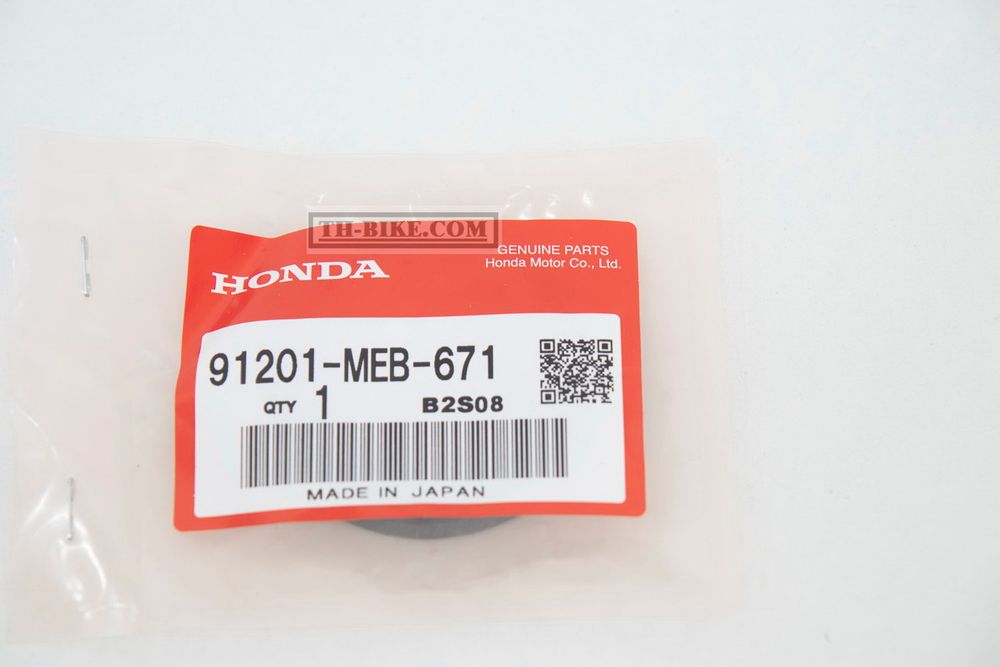 TH-BIKE.COM
GENUINE PARTS
HONDA
Honda Motor Co., Ltd.
91201-MEB-671
QTY 1 B2S08
MADE IN JAPAN